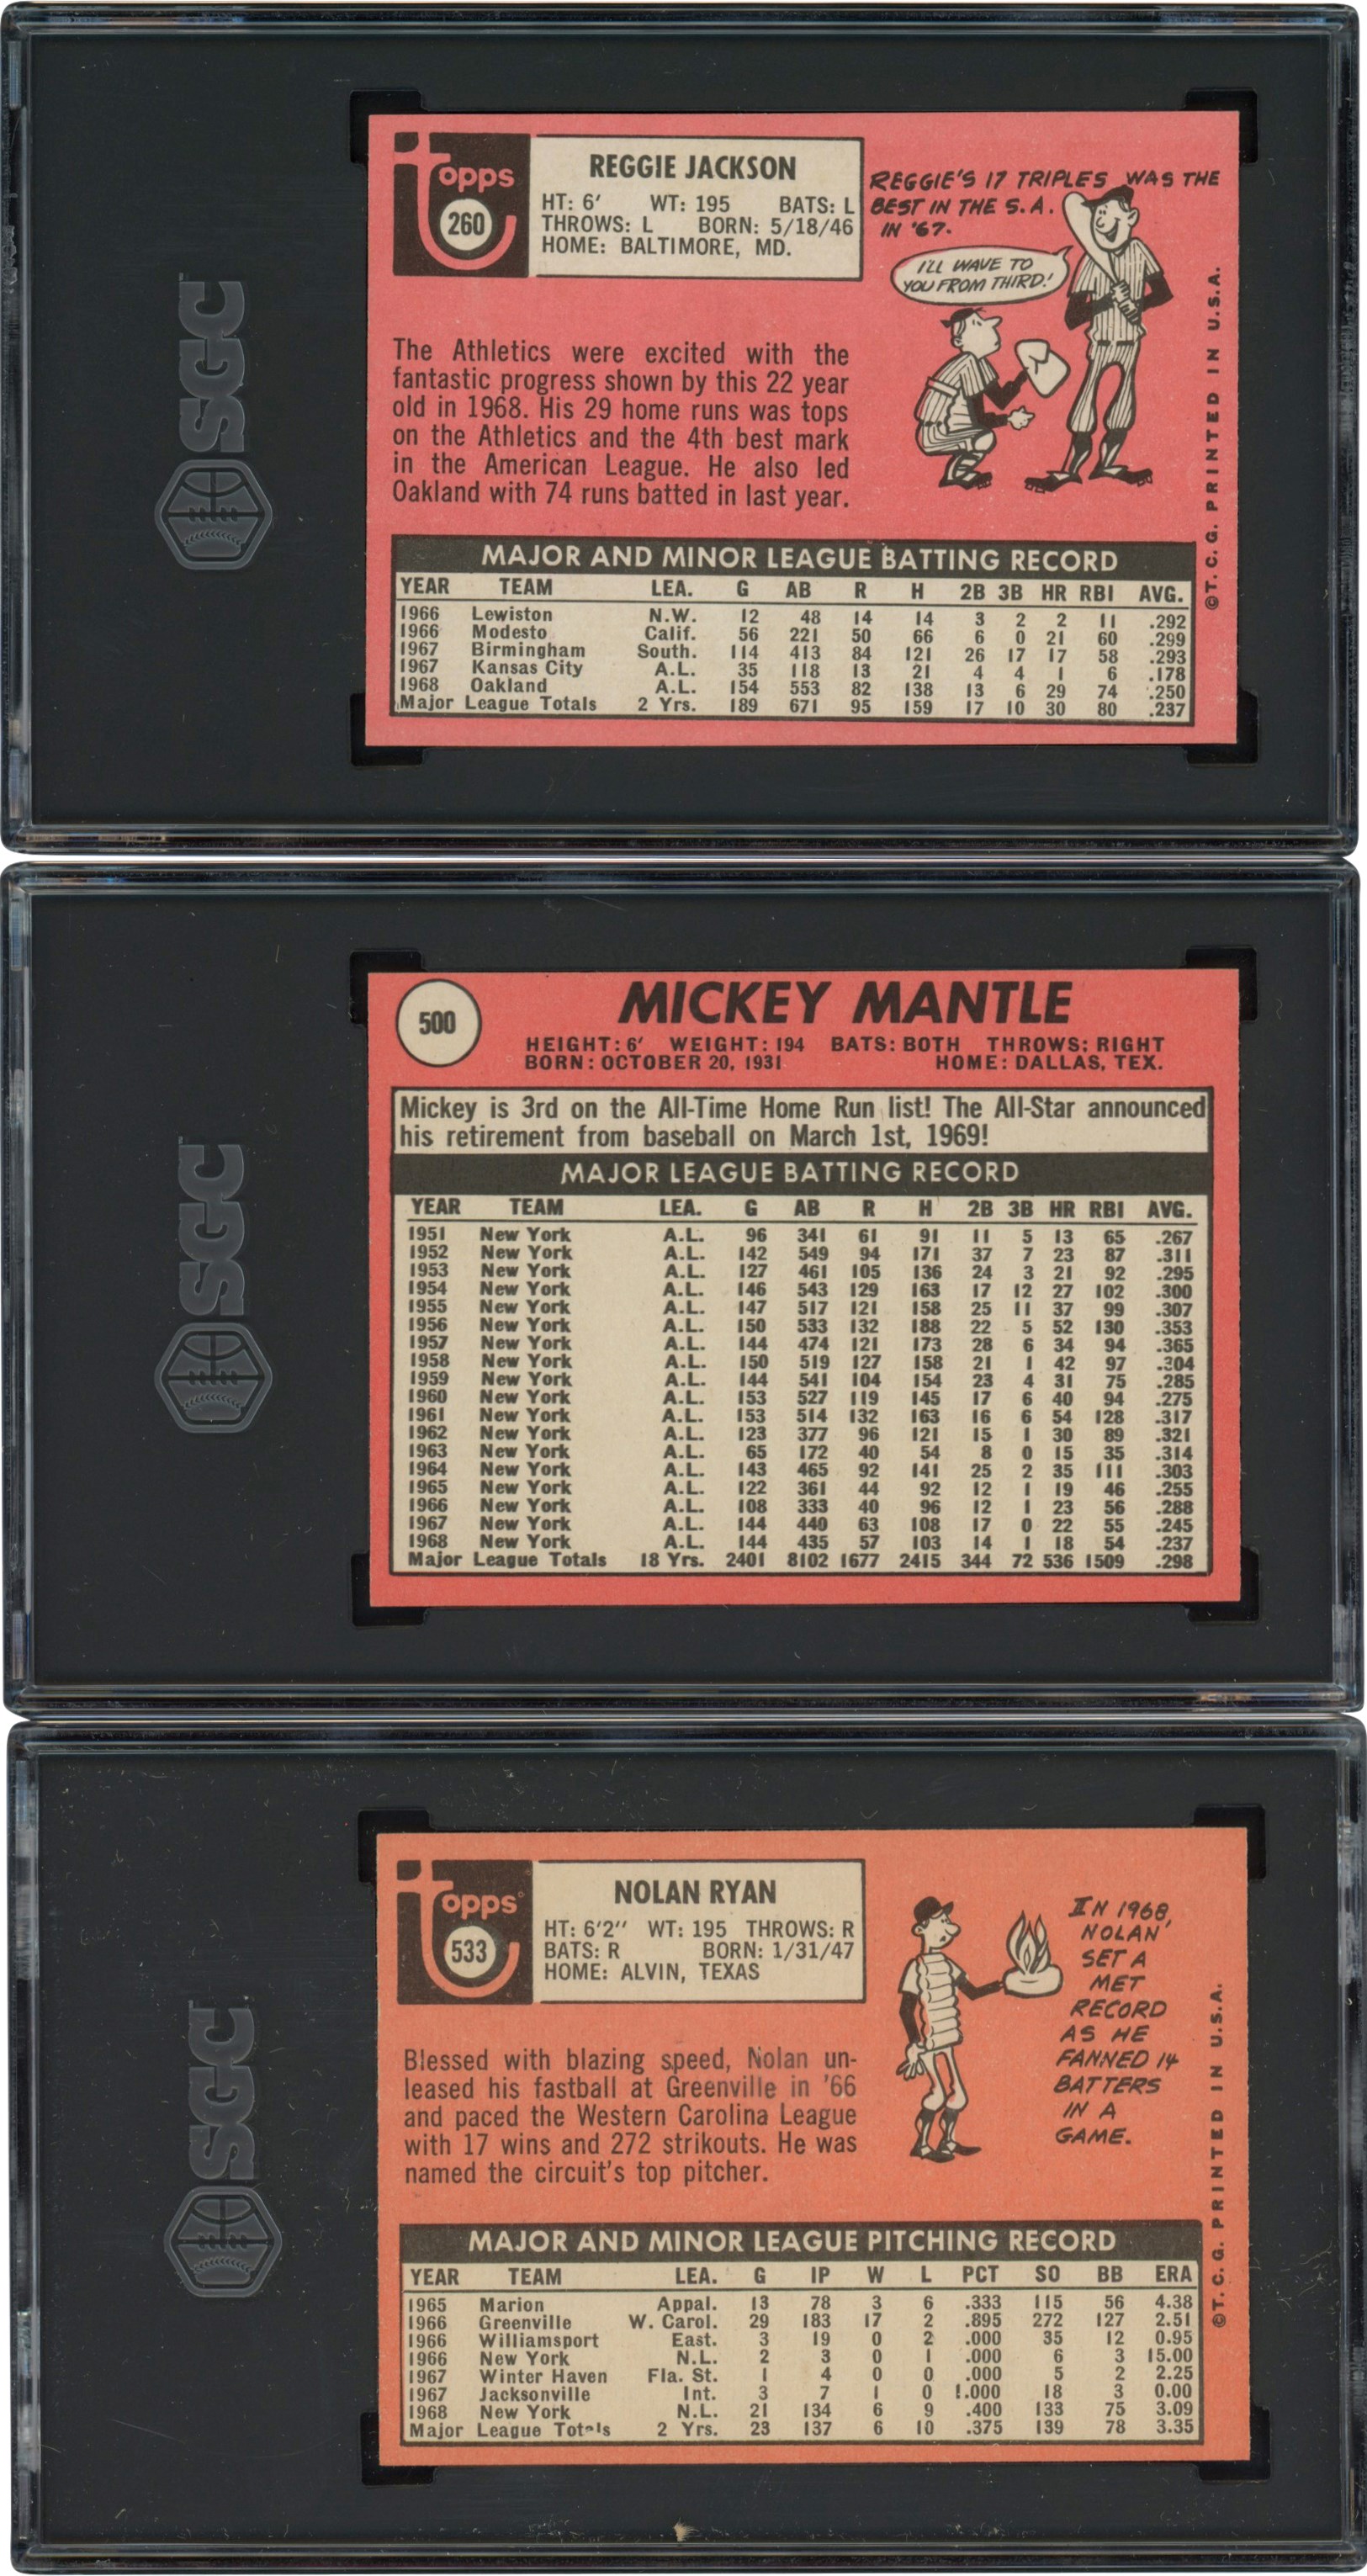 SGC
Topps
260
REGGIE JACKSON
HT: 6' WT: 195 BATS: L
THROWS: L BORN: 5/18/46
HOME: BALTIMORE, MD.
REGGIE'S 17 TRIPLES WAS THE
BEST IN THE S.A.
IN '67.
I'LL WAVE TO
YOU FROM THIRD!
The Athletics were excited with the
fantastic progress shown by this 22 year
old in 1968. His 29 home runs was tops
on the Athletics and the 4th best mark
in the American League. He also led
Oakland with 74 runs batted in last year.
©T.C.G. PRINTED IN U.S.A.
MAJOR AND MINOR LEAGUE BATTING RECORD
YEAR TEAM LEA. G AB R H 2B 3B HR RBI AVG.
1966 Lewiston N.W. 12 48 14 14 3 2 2 11 .292
1966 Modesto Calif. 56 221 50 66 6 0 21 60 .299
1967 Birmingham South. 114 413 84 121 26 17 17 58 .293
1967 Kansas City A.L. 35 118 13 21 4 4 1 6 .178
1968 Oakland A.L. 154 553 82 138 13 6 29 74 .250
Major League Totals 2 Yrs. 189 671 95 159 17 10 30 80 .237
SGC
500
MICKEY MANTLE
HEIGHT: 6' WEIGHT: 194 BATS: BOTH THROWS: RIGHT
BORN: OCTOBER 20, 1931 HOME: DALLAS, TEX.
Mickey is 3rd on the All-Time Home Run list! The All-Star announced
his retirement from baseball on March 1st, 1969!
MAJOR LEAGUE BATTING RECORD
YEAR TEAM LEA. G AB R H 2B 3B HR RBI AVG.
1951 New York A.L. 96 341 61 91 11 5 13 65 .267
1952 New York A.L. 142 549 94 171 37 7 23 87 .311
1953 New York A.L. 127 461 105 136 24 3 21 92 .295
1954 New York A.L. 146 543 129 163 17 12 27 102 .300
1955 New York A.L. 147 517 121 158 25 11 37 99 .307
1956 New York A.L. 150 533 132 188 22 5 52 130 .353
1957 New York A.L. 144 474 121 173 28 6 34 94 .365
1958 New York A.L. 150 519 127 158 21 1 42 97 .304
1959 New York A.L. 144 541 104 154 23 4 31 75 .285
1960 New York A.L. 153 527 119 145 17 6 40 94 .275
1961 New York A.L. 153 514 132 163 16 6 54 128 .317
1962 New York A.L. 123 377 96 121 15 1 30 89 .321
1963 New York A.L. 65 172 40 54 8 0 15 35 .314
1964 New York A.L. 143 465 92 141 25 2 35 111 .303
1965 New York A.L. 122 361 44 92 12 1 19 46 .255
1966 New York A.L. 108 333 40 96 12 1 23 56 .288
1967 New York A.L. 144 440 63 108 17 0 22 55 .245
1968 New York A.L. 144 435 57 103 14 1 18 54 .237
Major League Totals 18 Yrs. 2401 8102 1677 2415 344 72 536 1509 .298
SGC
Topps
533
NOLAN RYAN
HT: 6'2" WT: 195 THROWS: R
BATS: R BORN: 1/31/47
HOME: ALVIN, TEXAS
IN 1968,
NOLAN
SET A
MET
RECORD
AS HE
FANNED 14
BATTERS
IN A
GAME.
Blessed with blazing speed, Nolan un-
leased his fastball at Greenville in '66
and paced the Western Carolina League
with 17 wins and 272 strikouts. He was
named the circuit's top pitcher.
©T.C.G. PRINTED IN U.S.A.
MAJOR AND MINOR LEAGUE PITCHING RECORD
YEAR TEAM LEA. G IP W L PCT SO BB ERA
1965 Marion Appal. 13 78 3 6 .333 115 56 4.38
1966 Greenville W. Carol. 29 183 17 2 .895 272 127 2.51
1966 Williamsport East. 3 19 0 2 .000 35 12 0.95
1966 New York N.L. 2 3 0 1 .000 6 3 15.00
1967 Winter Haven Fla. St. 1 4 0 0 .000 5 2 2.25
1967 Jacksonville Int. 3 7 1 0 1.000 18 3 0.00
1968 New York N.L. 21 134 6 9 .400 133 75 3.09
Major League Totals 2 Yrs. 23 137 6 10 .375 139 78 3.35